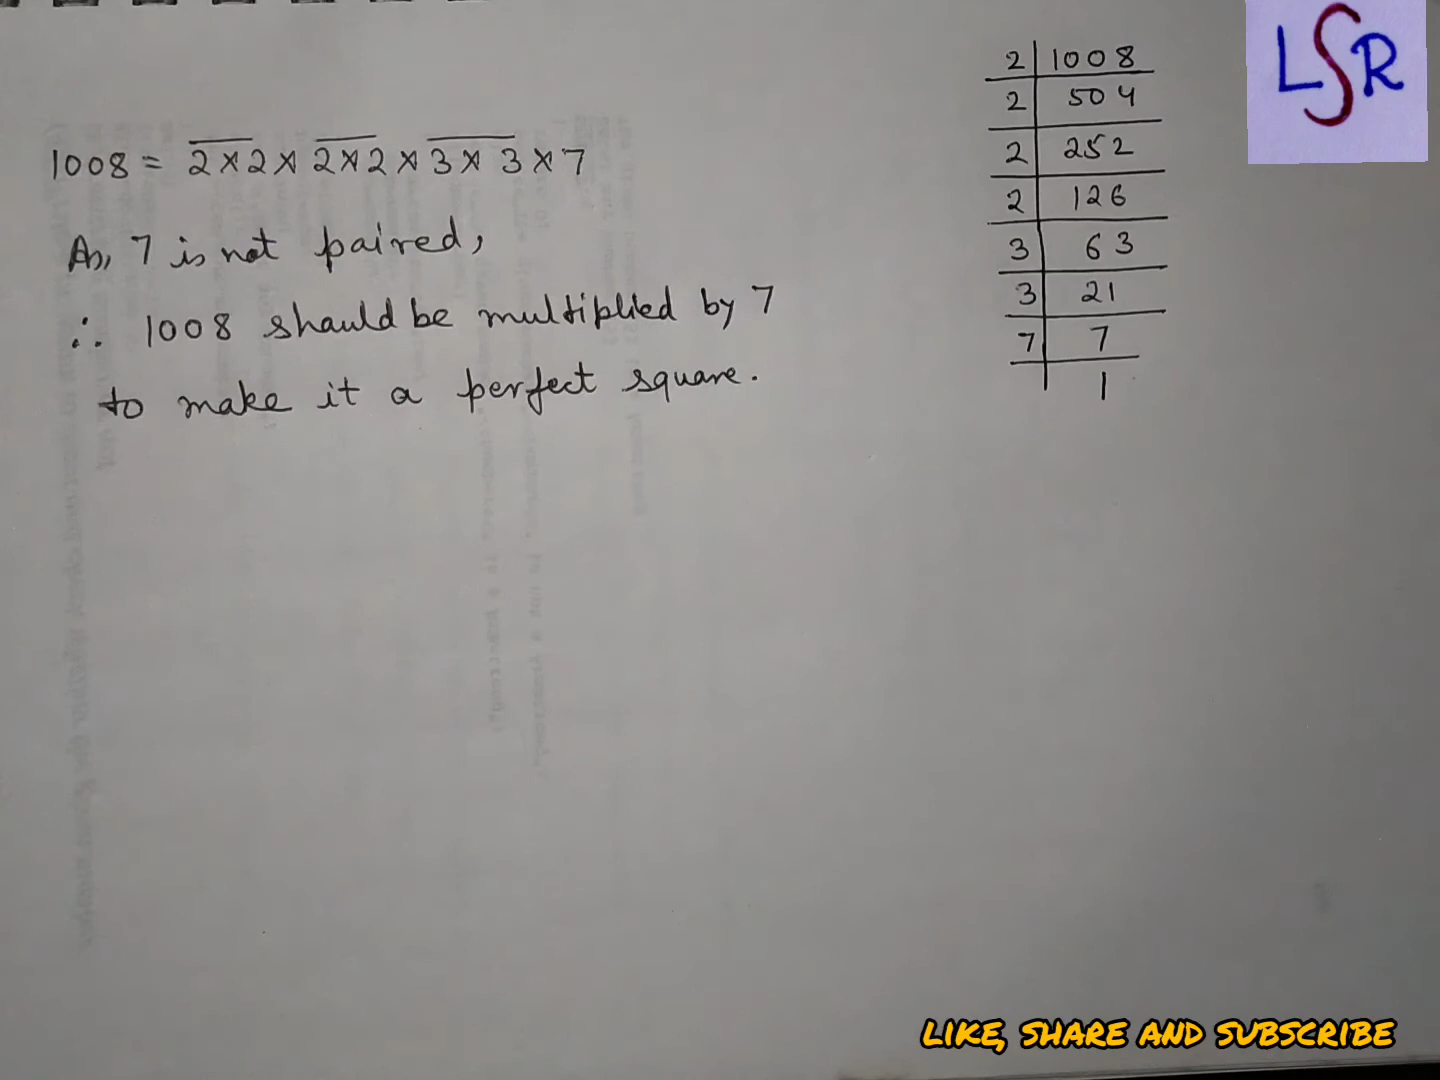 1008 = 2 × 2 × 2 × 2 × 3 × 3 × 7
As, 7 is not paired,
∴ 1008 should be multiplied by 7
to make it a perfect square.
2 | 1008
2 | 504
2 | 252
2 | 126
3 | 63
3 | 21
7 | 7
| 1
LSR
LIKE, SHARE AND SUBSCRIBE